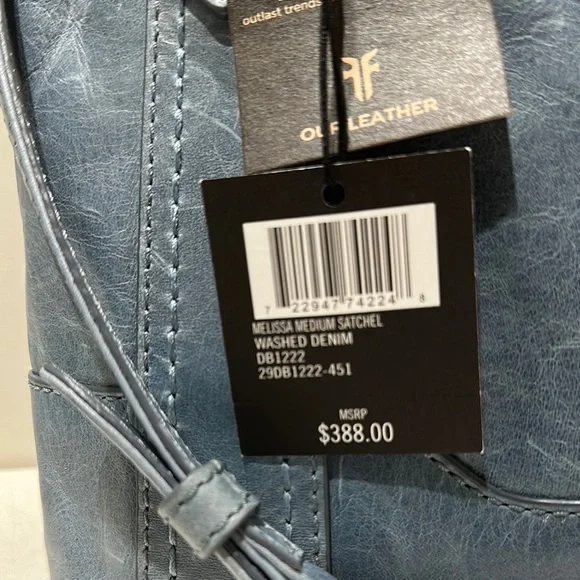 outlast trends
OUR LEATHER
7 22947 74224 8
MELISSA MEDIUM SATCHEL
WASHED DENIM
DB1222
29DB1222-451
MSRP
$388.00